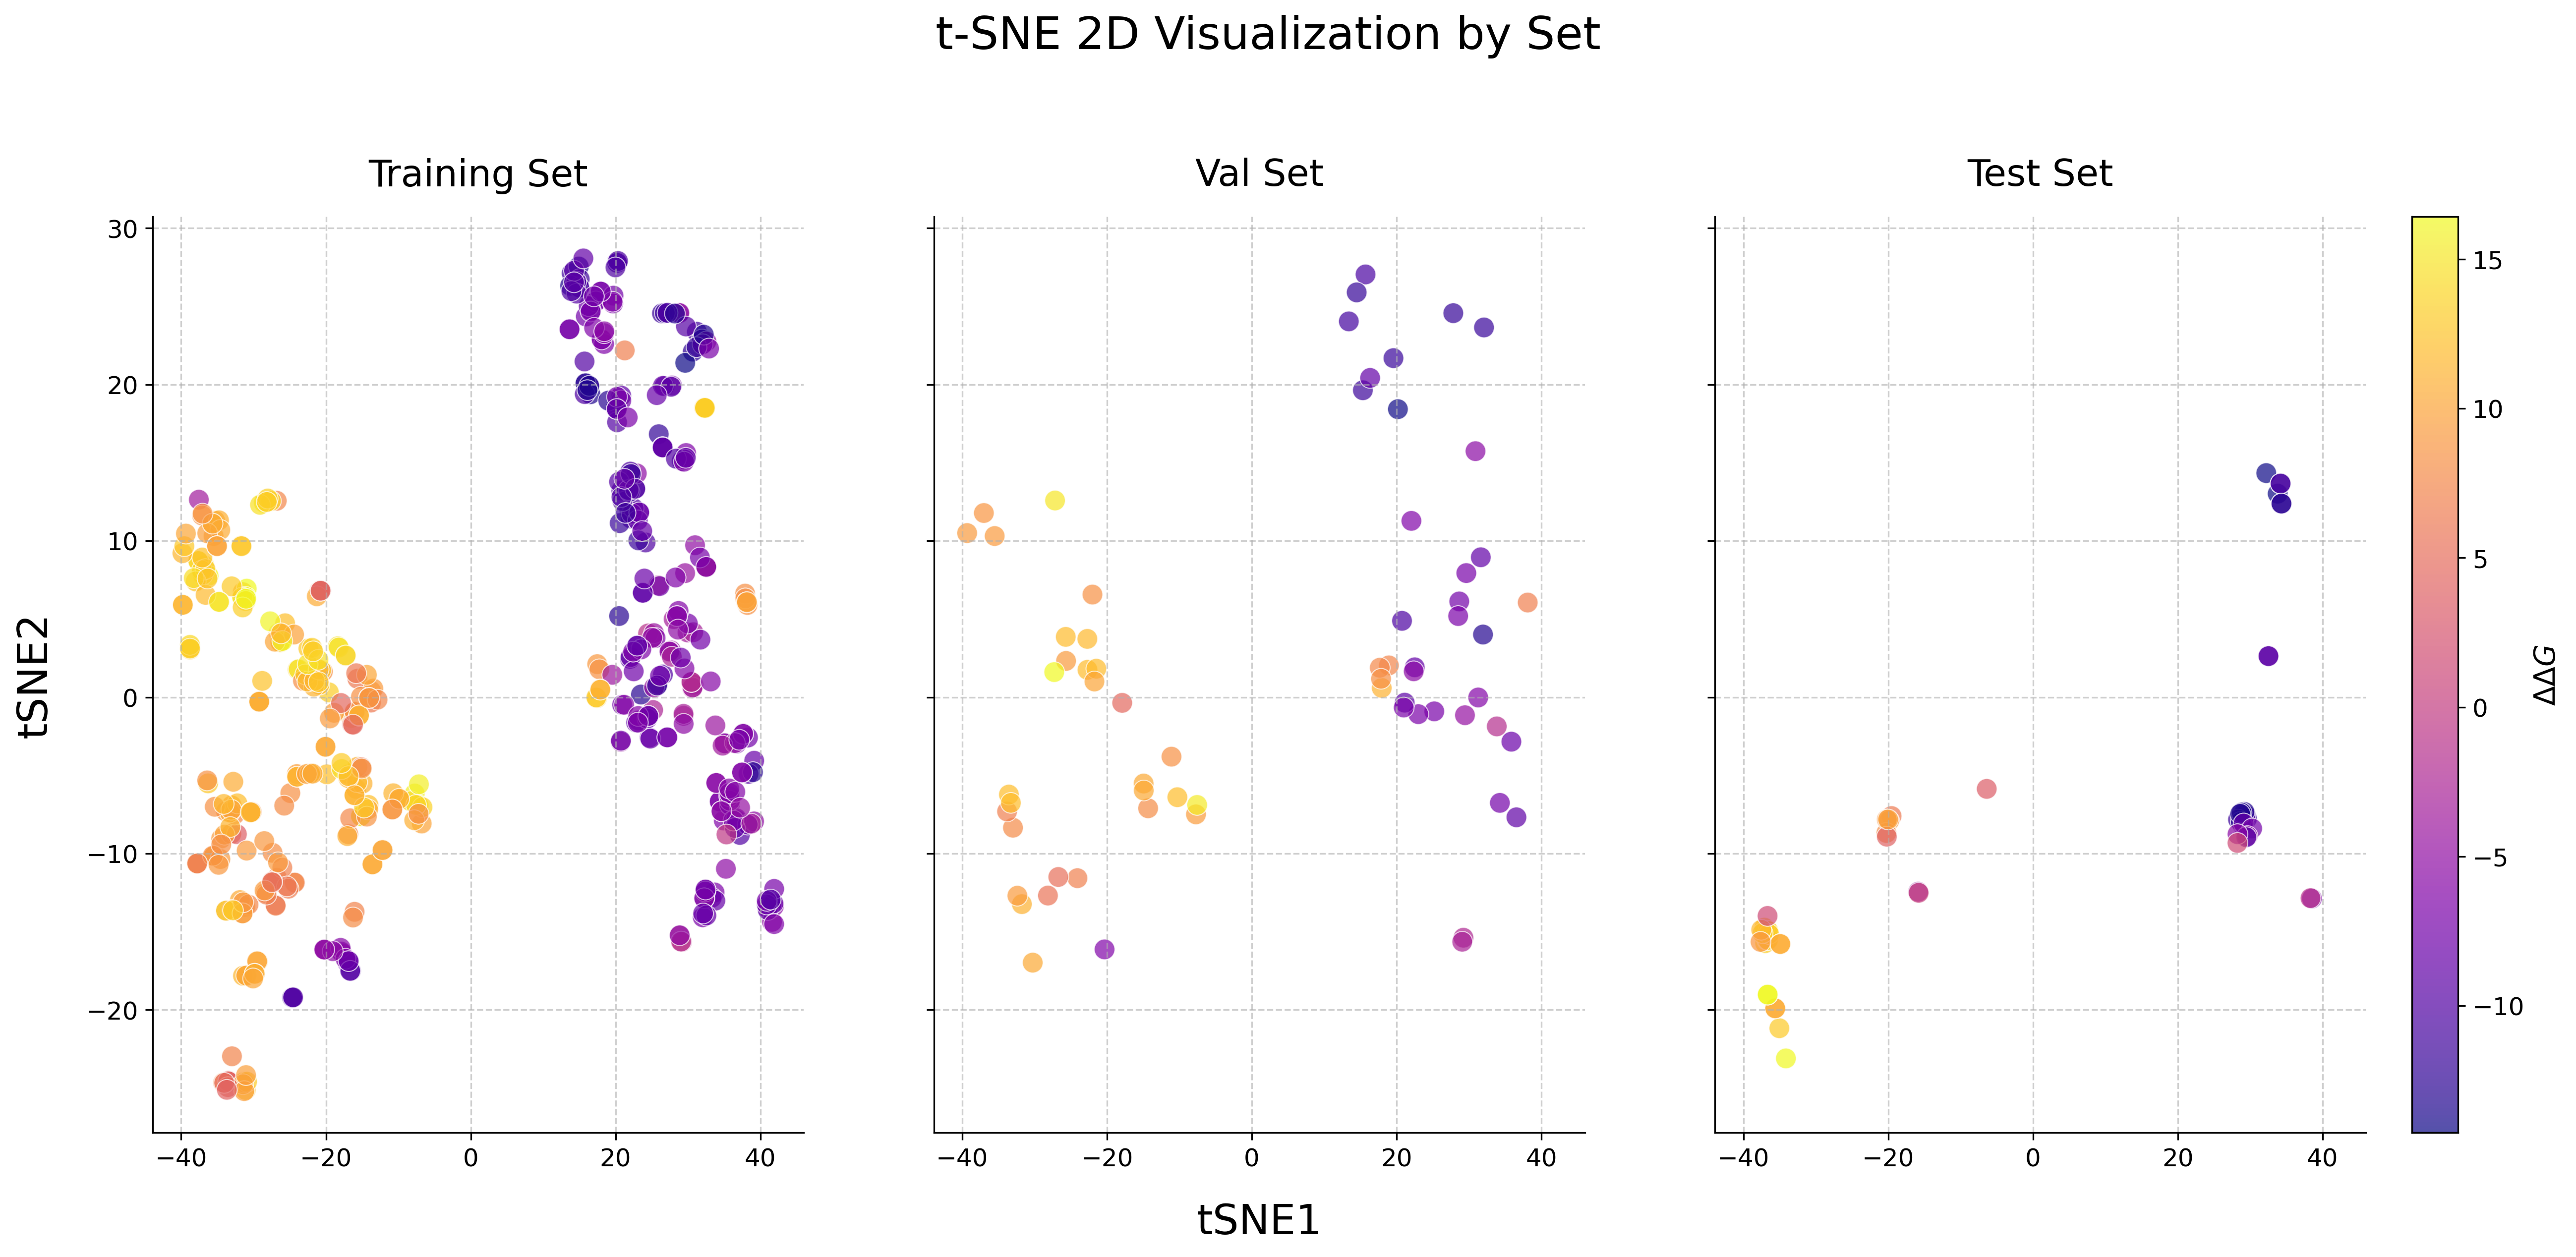 t-SNE 2D Visualization by Set
Training Set
Val Set
Test Set
30
20
10
0
−10
−20
tSNE2
−40 −20 0 20 40
−40 −20 0 20 40
−40 −20 0 20 40
tSNE1
15
10
5
0
−5
−10
ΔΔG